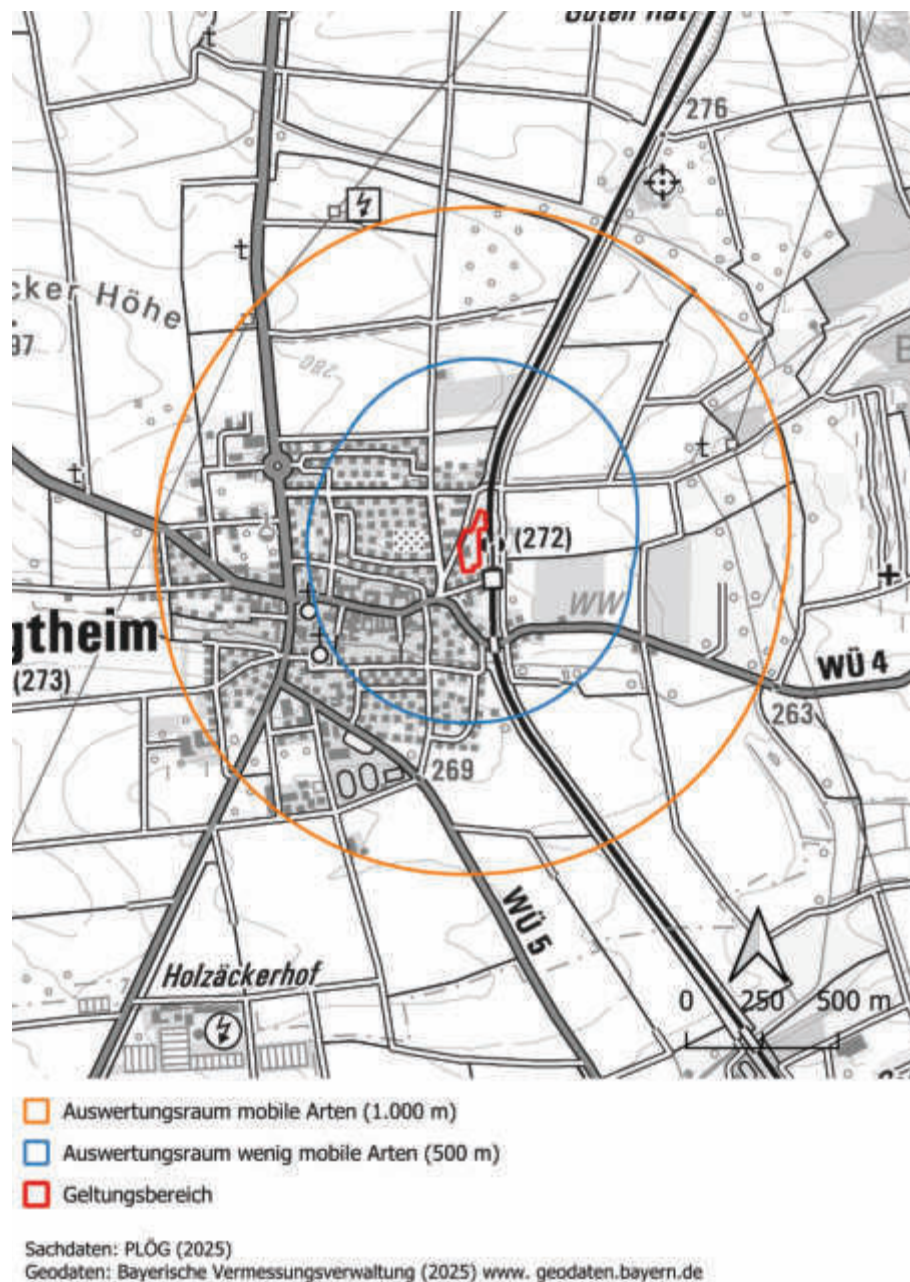 276
cker Höhe
97
280
(272)
WW
gtheim
(273)
WÜ 4
263
269
WÜ 5
Holzäckerhof
0 250 500 m
Auswertungsraum mobile Arten (1.000 m)
Auswertungsraum wenig mobile Arten (500 m)
Geltungsbereich
Sachdaten: PLÖG (2025)
Geodaten: Bayerische Vermessungsverwaltung (2025) www. geodaten.bayern.de